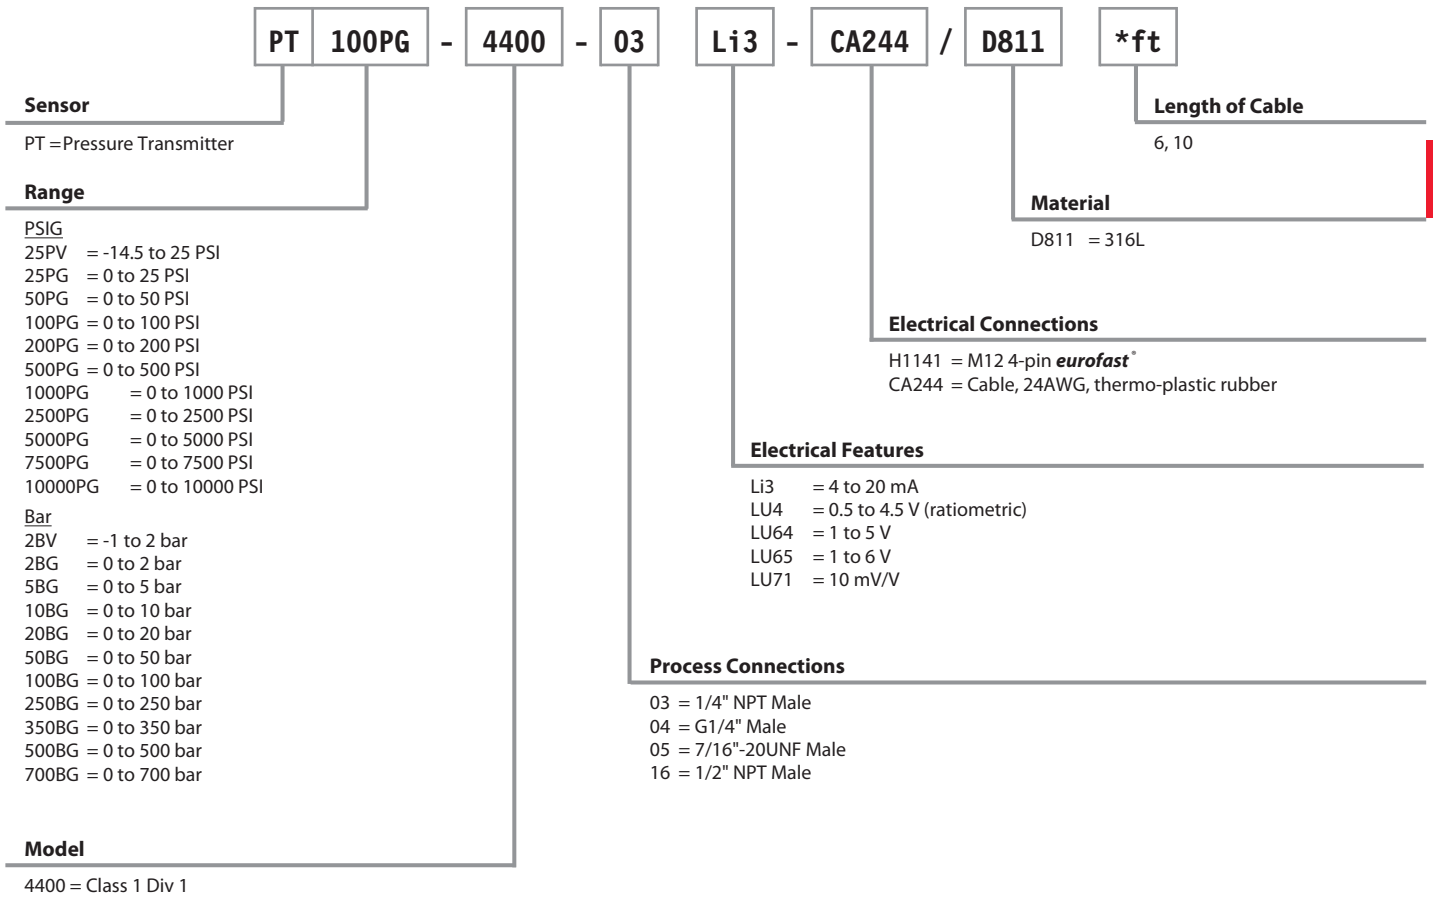 PT 100PG - 4400 - 03 Li3 - CA244 / D811 *ft
Sensor
PT =Pressure Transmitter
Range
PSIG
25PV = -14.5 to 25 PSI
25PG = 0 to 25 PSI
50PG = 0 to 50 PSI
100PG = 0 to 100 PSI
200PG = 0 to 200 PSI
500PG = 0 to 500 PSI
1000PG = 0 to 1000 PSI
2500PG = 0 to 2500 PSI
5000PG = 0 to 5000 PSI
7500PG = 0 to 7500 PSI
10000PG = 0 to 10000 PSI
Bar
2BV = -1 to 2 bar
2BG = 0 to 2 bar
5BG = 0 to 5 bar
10BG = 0 to 10 bar
20BG = 0 to 20 bar
50BG = 0 to 50 bar
100BG = 0 to 100 bar
250BG = 0 to 250 bar
350BG = 0 to 350 bar
500BG = 0 to 500 bar
700BG = 0 to 700 bar
Model
4400 = Class 1 Div 1
Length of Cable
6, 10
Material
D811 = 316L
Electrical Connections
H1141 = M12 4-pin eurofast®
CA244 = Cable, 24AWG, thermo-plastic rubber
Electrical Features
Li3 = 4 to 20 mA
LU4 = 0.5 to 4.5 V (ratiometric)
LU64 = 1 to 5 V
LU65 = 1 to 6 V
LU71 = 10 mV/V
Process Connections
03 = 1/4" NPT Male
04 = G1/4" Male
05 = 7/16"-20UNF Male
16 = 1/2" NPT Male